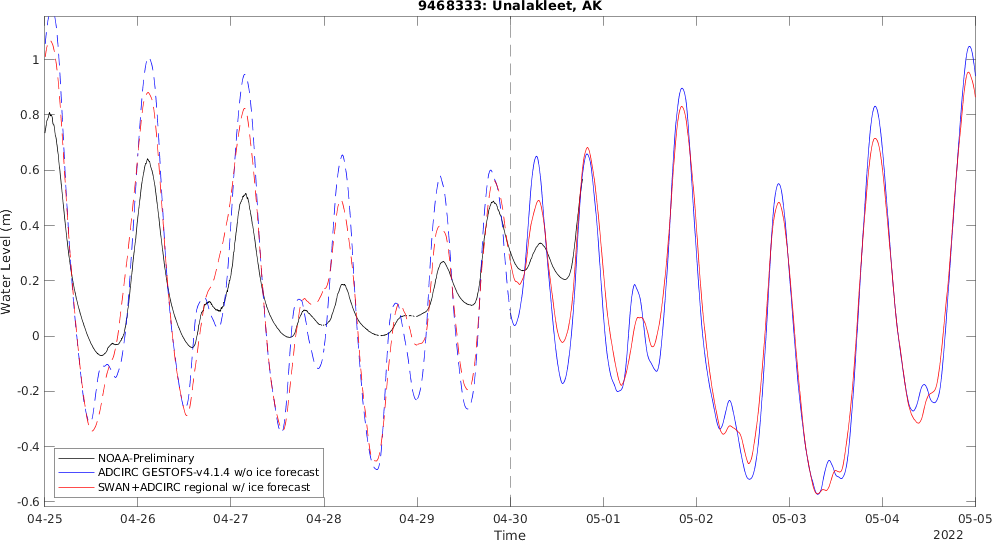 9468333: Unalakleet, AK
Water Level (m)
1
0.8
0.6
0.4
0.2
0
-0.2
-0.4
-0.6
NOAA-Preliminary
ADCIRC GESTOFS-v4.1.4 w/o ice forecast
SWAN+ADCIRC regional w/ ice forecast
04-25 04-26 04-27 04-28 04-29 04-30 05-01 05-02 05-03 05-04 05-05
Time
2022